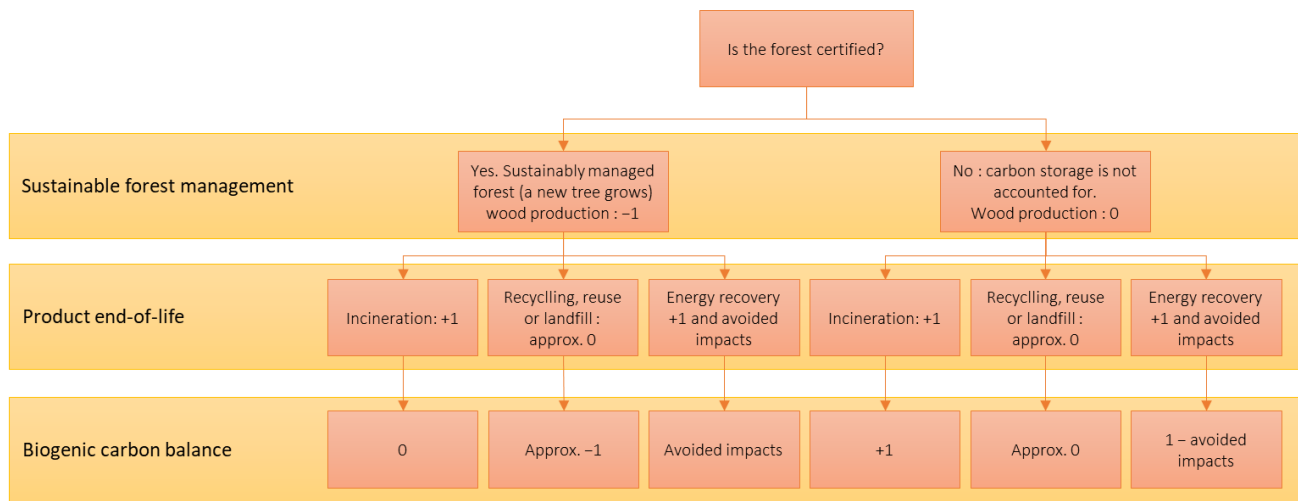 Is the forest certified?
Sustainable forest management
Yes. Sustainably managed
forest (a new tree grows)
wood production : −1
No : carbon storage is not
accounted for.
Wood production : 0
Product end-of-life
Incineration: +1
Recyclling, reuse
or landfill :
approx. 0
Energy recovery
+1 and avoided
impacts
Incineration: +1
Recyclling, reuse
or landfill :
approx. 0
Energy recovery
+1 and avoided
impacts
Biogenic carbon balance
0
Approx. −1
Avoided impacts
+1
Approx. 0
1 − avoided
impacts